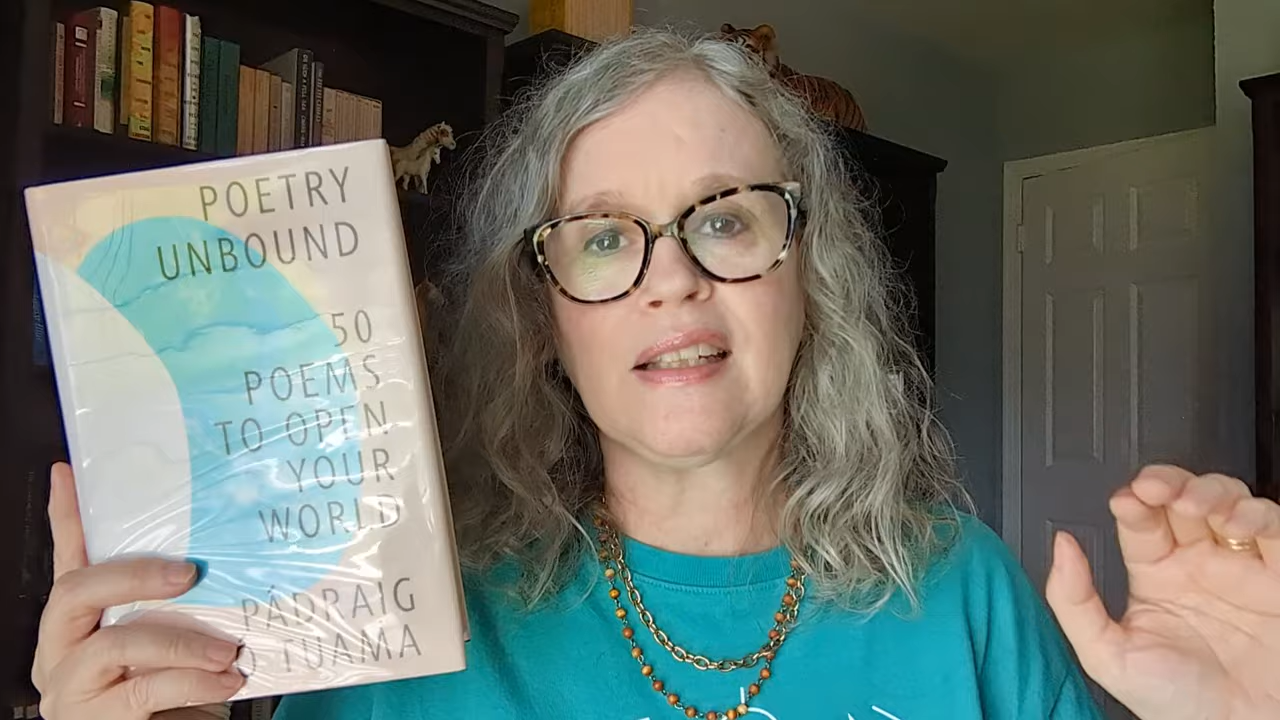 POETRY
UNBOUND
50
POEMS
TO OPEN
YOUR
WORLD
PÁDRAIG
Ó TUAMA